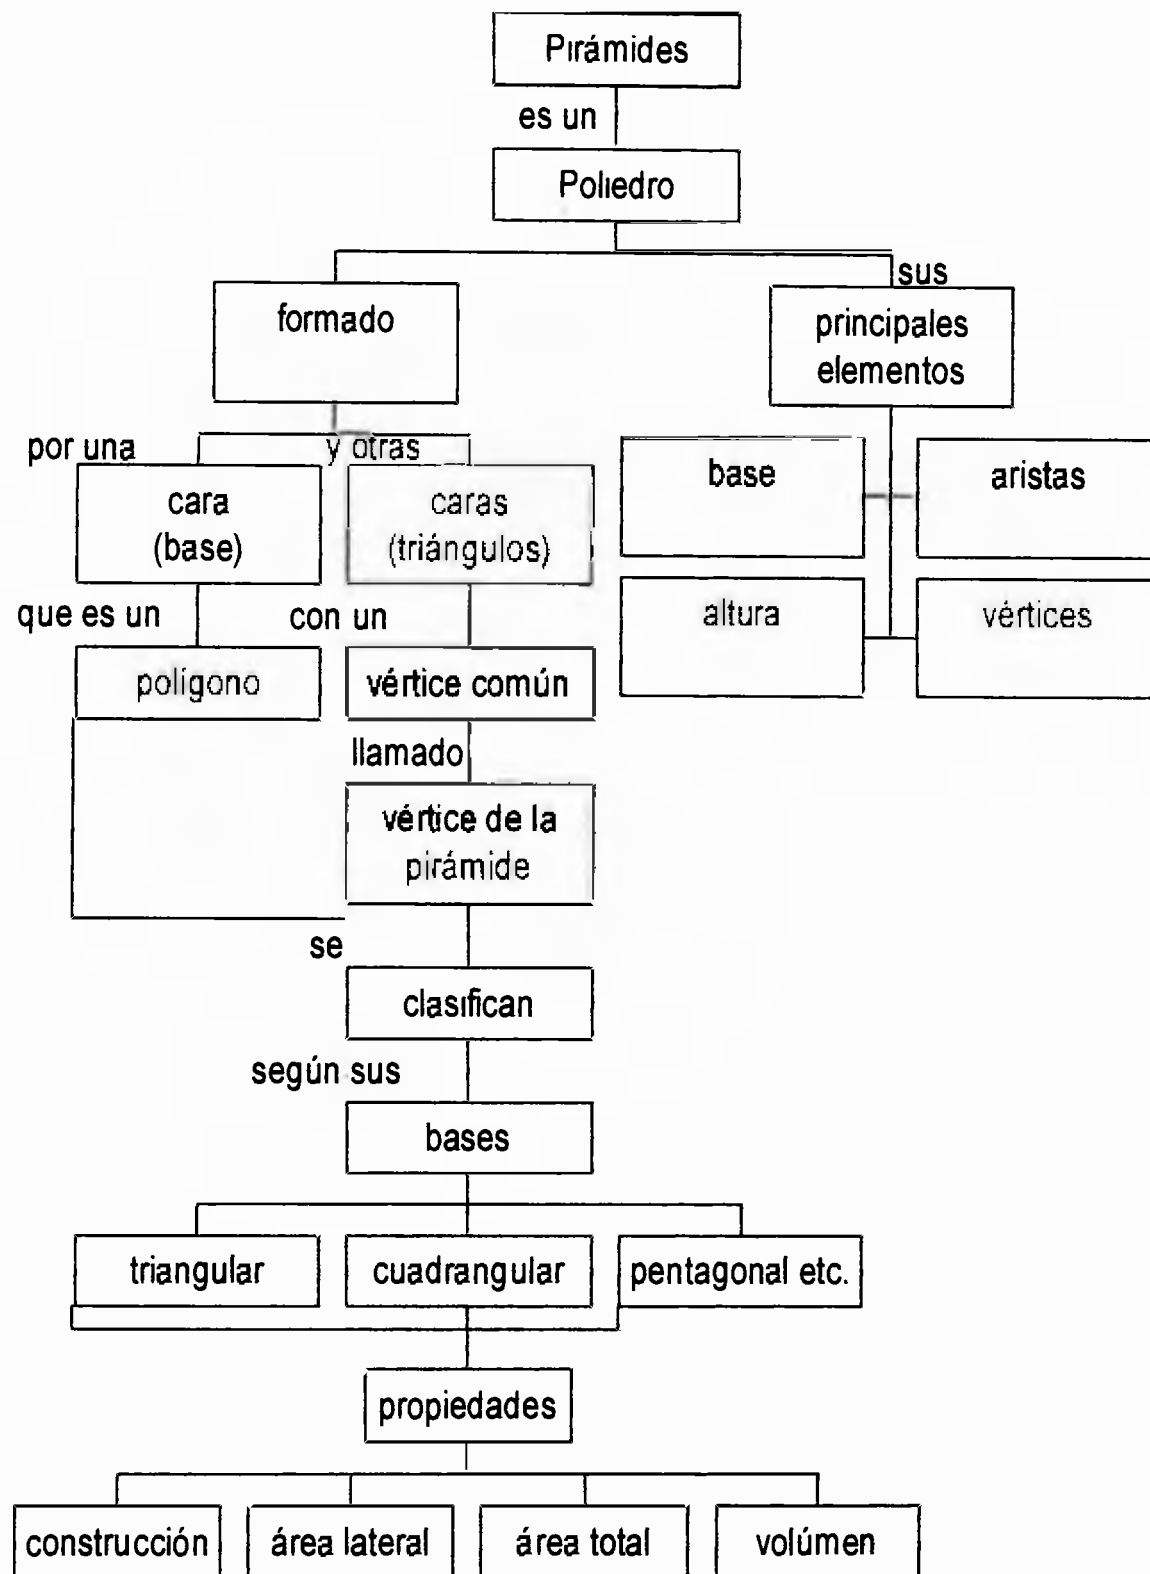 Pirámides
es un
Poliedro
sus
formado
principales
elementos
por una
y otras
cara
(base)
caras
(triángulos)
base
aristas
que es un
con un
altura
vértices
polígono
vértice común
llamado
vértice de la
pirámide
se
clasifican
según sus
bases
triangular
cuadrangular
pentagonal etc.
propiedades
construcción
área lateral
área total
volúmen